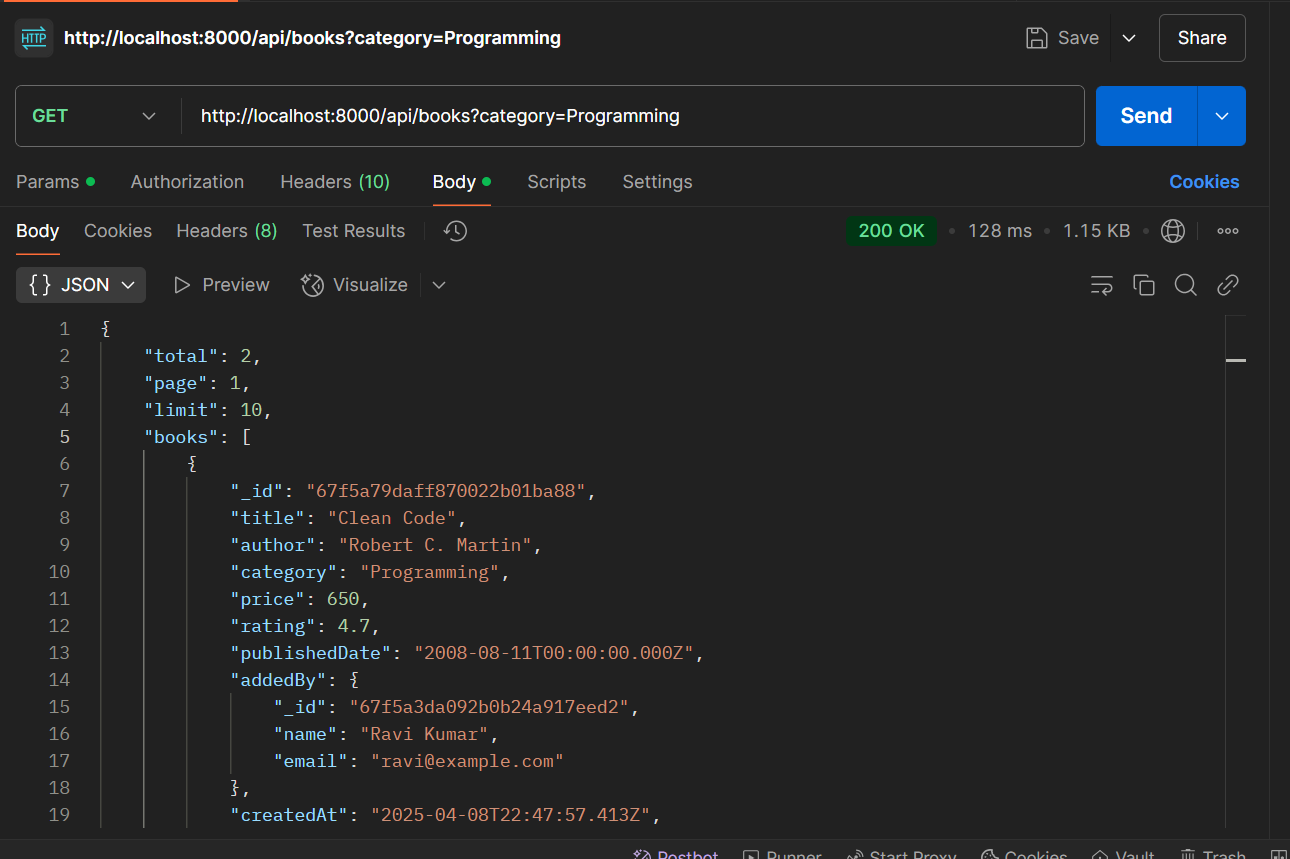 HTTP http://localhost:8000/api/books?category=Programming Save Share
GET http://localhost:8000/api/books?category=Programming Send
Params Authorization Headers (10) Body Scripts Settings Cookies
Body Cookies Headers (8) Test Results 200 OK 128 ms 1.15 KB
{} JSON Preview Visualize
1 {
2 "total": 2,
3 "page": 1,
4 "limit": 10,
5 "books": [
6 {
7 "_id": "67f5a79daff870022b01ba88",
8 "title": "Clean Code",
9 "author": "Robert C. Martin",
10 "category": "Programming",
11 "price": 650,
12 "rating": 4.7,
13 "publishedDate": "2008-08-11T00:00:00.000Z",
14 "addedBy": {
15 "_id": "67f5a3da092b0b24a917eed2",
16 "name": "Ravi Kumar",
17 "email": "ravi@example.com"
18 },
19 "createdAt": "2025-04-08T22:47:57.413Z",
Postbot Runner Start Proxy Cookies Vault Trash